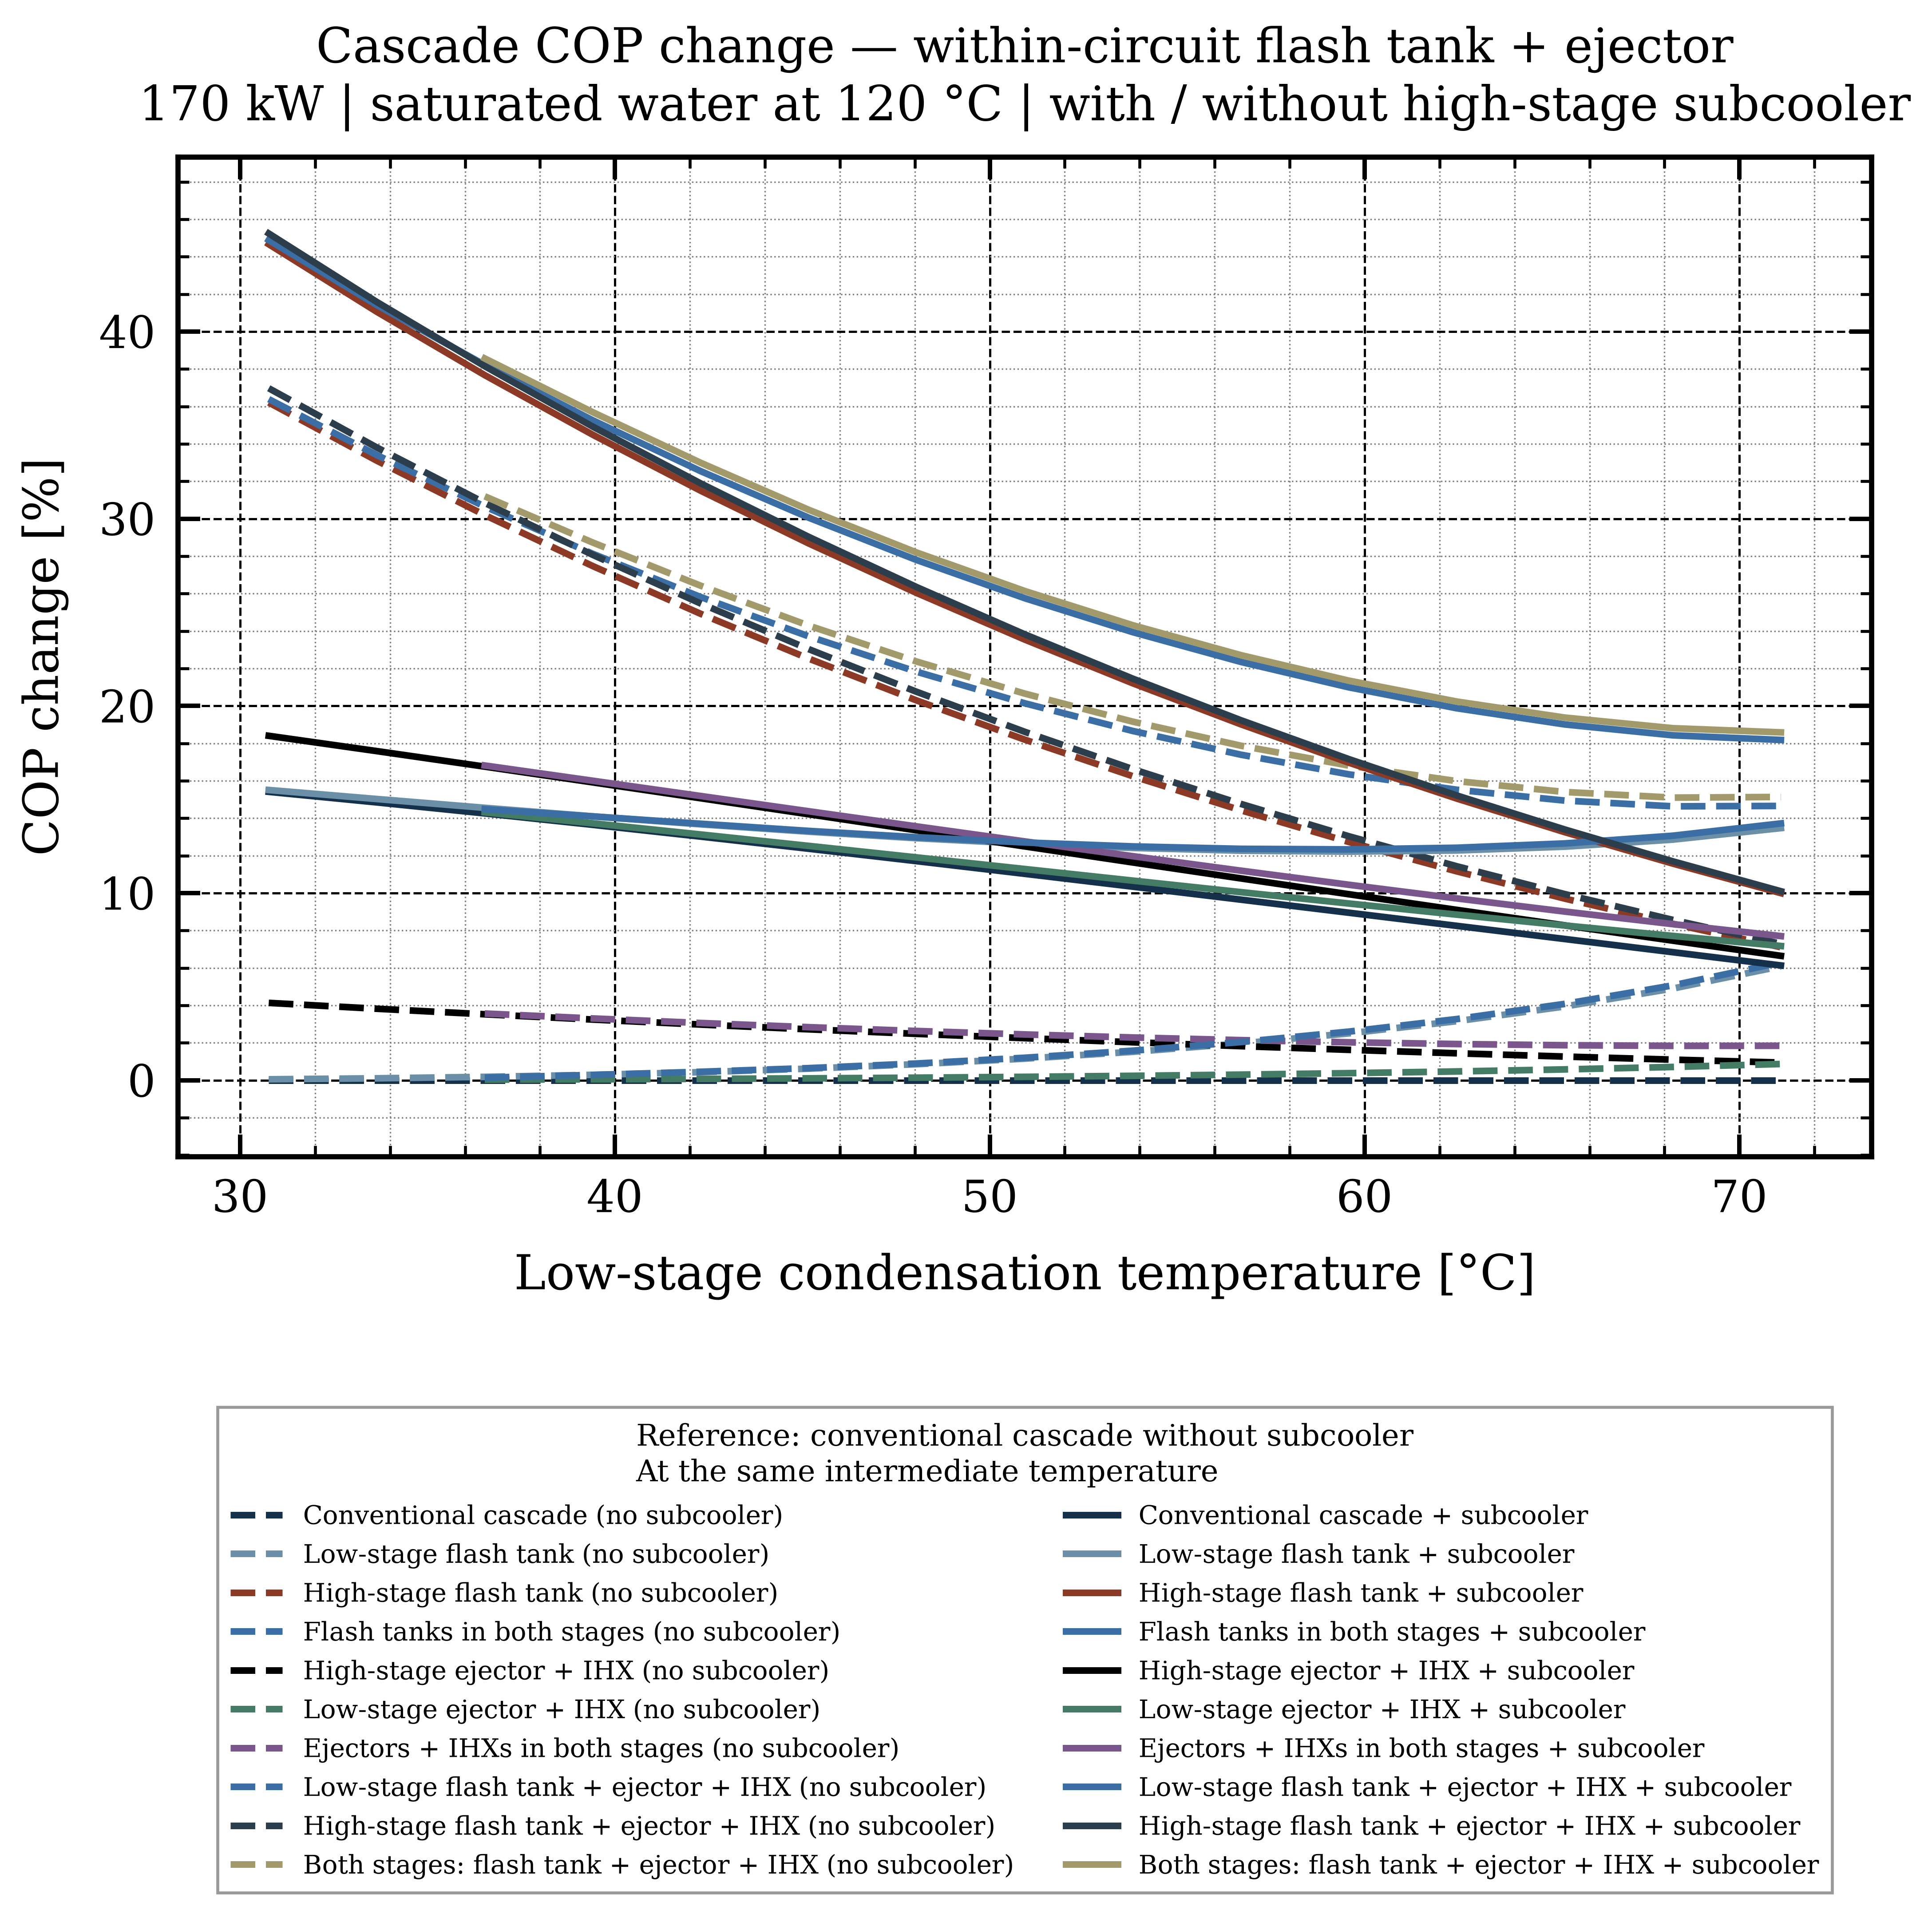 Cascade COP change — within-circuit flash tank + ejector
170 kW | saturated water at 120 °C | with / without high-stage subcooler
COP change [%]
40
30
20
10
0
30 40 50 60 70
Low-stage condensation temperature [°C]
Reference: conventional cascade without subcooler
At the same intermediate temperature
Conventional cascade (no subcooler)
Low-stage flash tank (no subcooler)
High-stage flash tank (no subcooler)
Flash tanks in both stages (no subcooler)
High-stage ejector + IHX (no subcooler)
Low-stage ejector + IHX (no subcooler)
Ejectors + IHXs in both stages (no subcooler)
Low-stage flash tank + ejector + IHX (no subcooler)
High-stage flash tank + ejector + IHX (no subcooler)
Both stages: flash tank + ejector + IHX (no subcooler)
Conventional cascade + subcooler
Low-stage flash tank + subcooler
High-stage flash tank + subcooler
Flash tanks in both stages + subcooler
High-stage ejector + IHX + subcooler
Low-stage ejector + IHX + subcooler
Ejectors + IHXs in both stages + subcooler
Low-stage flash tank + ejector + IHX + subcooler
High-stage flash tank + ejector + IHX + subcooler
Both stages: flash tank + ejector + IHX + subcooler